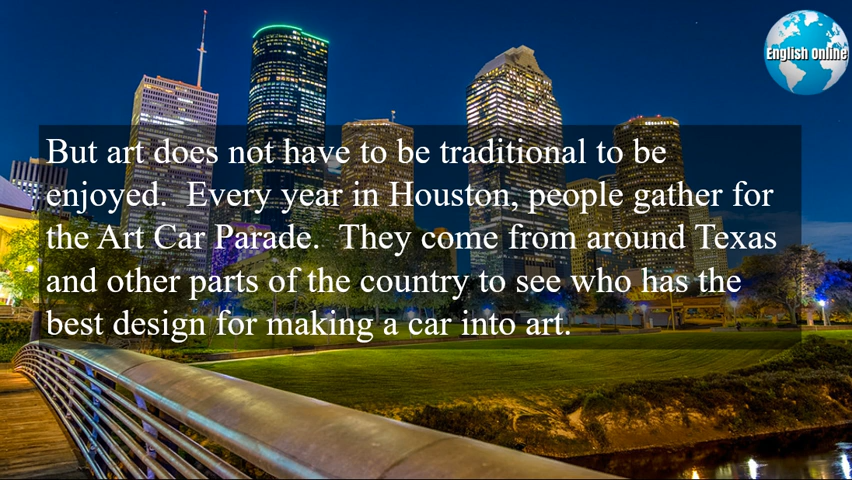 English Online
But art does not have to be traditional to be
enjoyed.  Every year in Houston, people gather for
the Art Car Parade.  They come from around Texas
and other parts of the country to see who has the
best design for making a car into art.